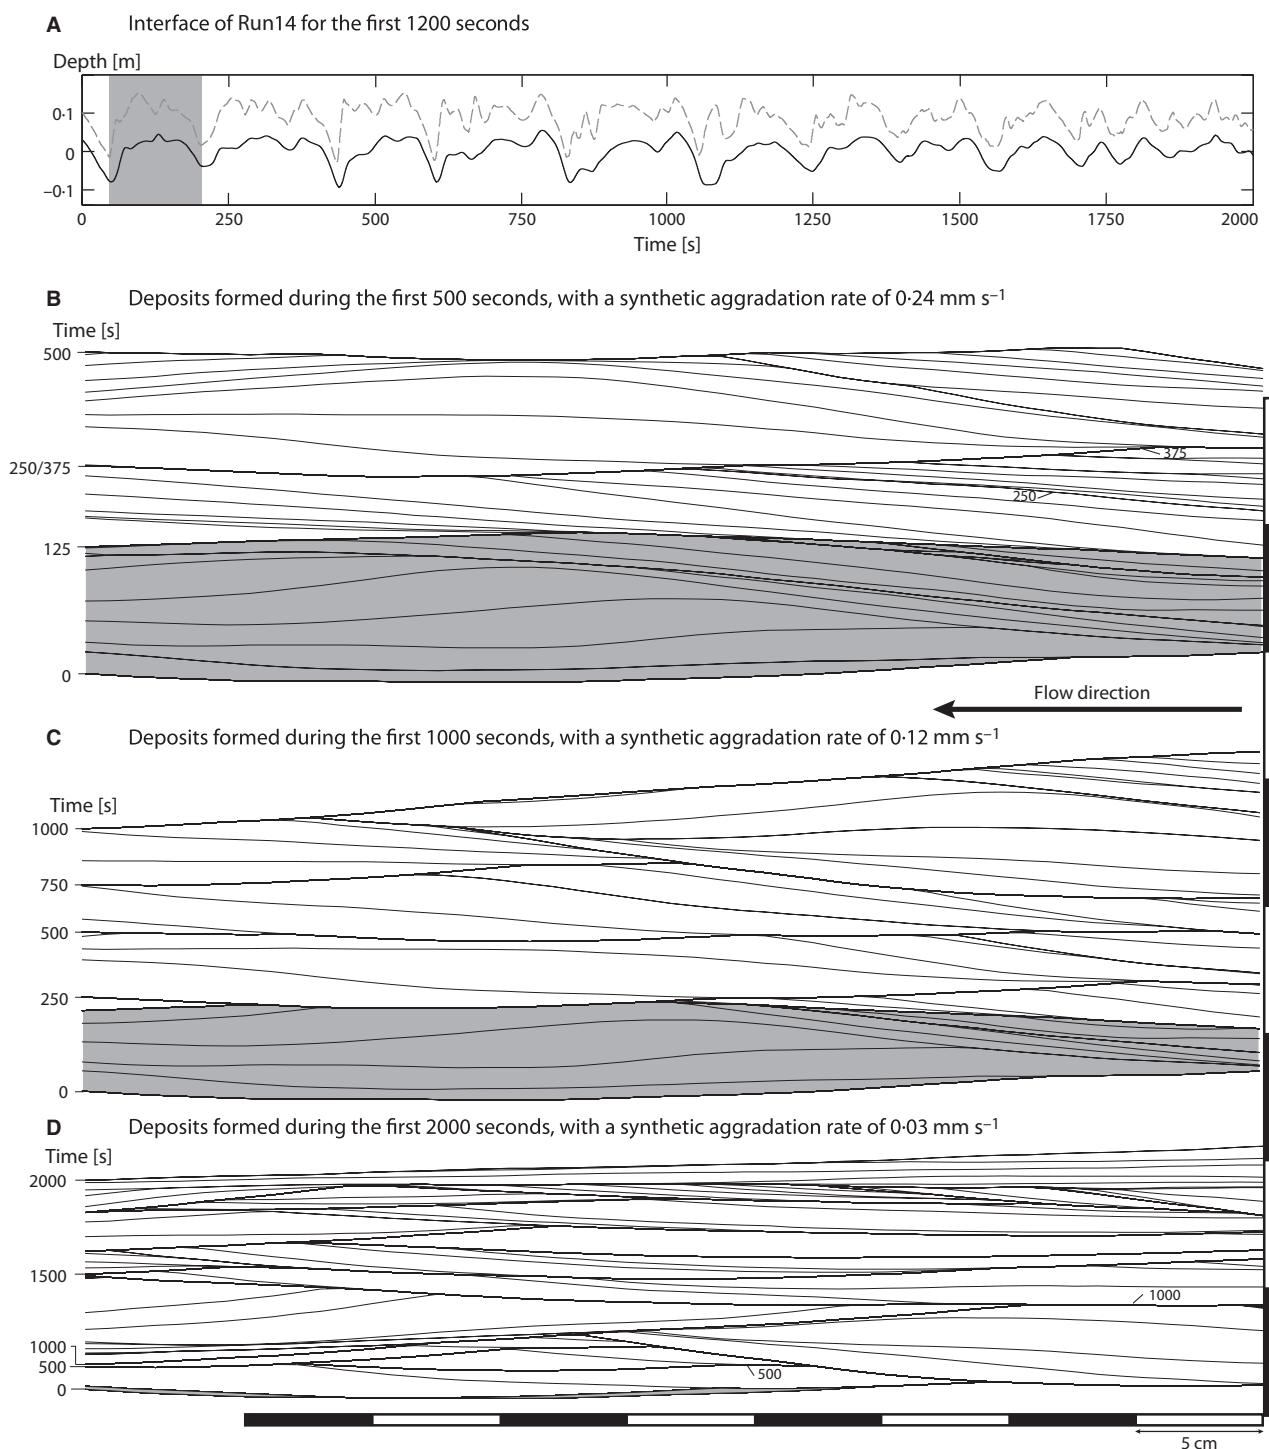 A Interface of Run14 for the first 1200 seconds
Depth [m]
0·1
0
–0·1
0 250 500 750 1000 1250 1500 1750 2000
Time [s]
B Deposits formed during the first 500 seconds, with a synthetic aggradation rate of 0·24 mm s⁻¹
Time [s]
500
375
250/375
250
125
0
Flow direction
C Deposits formed during the first 1000 seconds, with a synthetic aggradation rate of 0·12 mm s⁻¹
Time [s]
1000
750
500
250
0
D Deposits formed during the first 2000 seconds, with a synthetic aggradation rate of 0·03 mm s⁻¹
Time [s]
2000
1500
1000
1000
500
500
0
5 cm